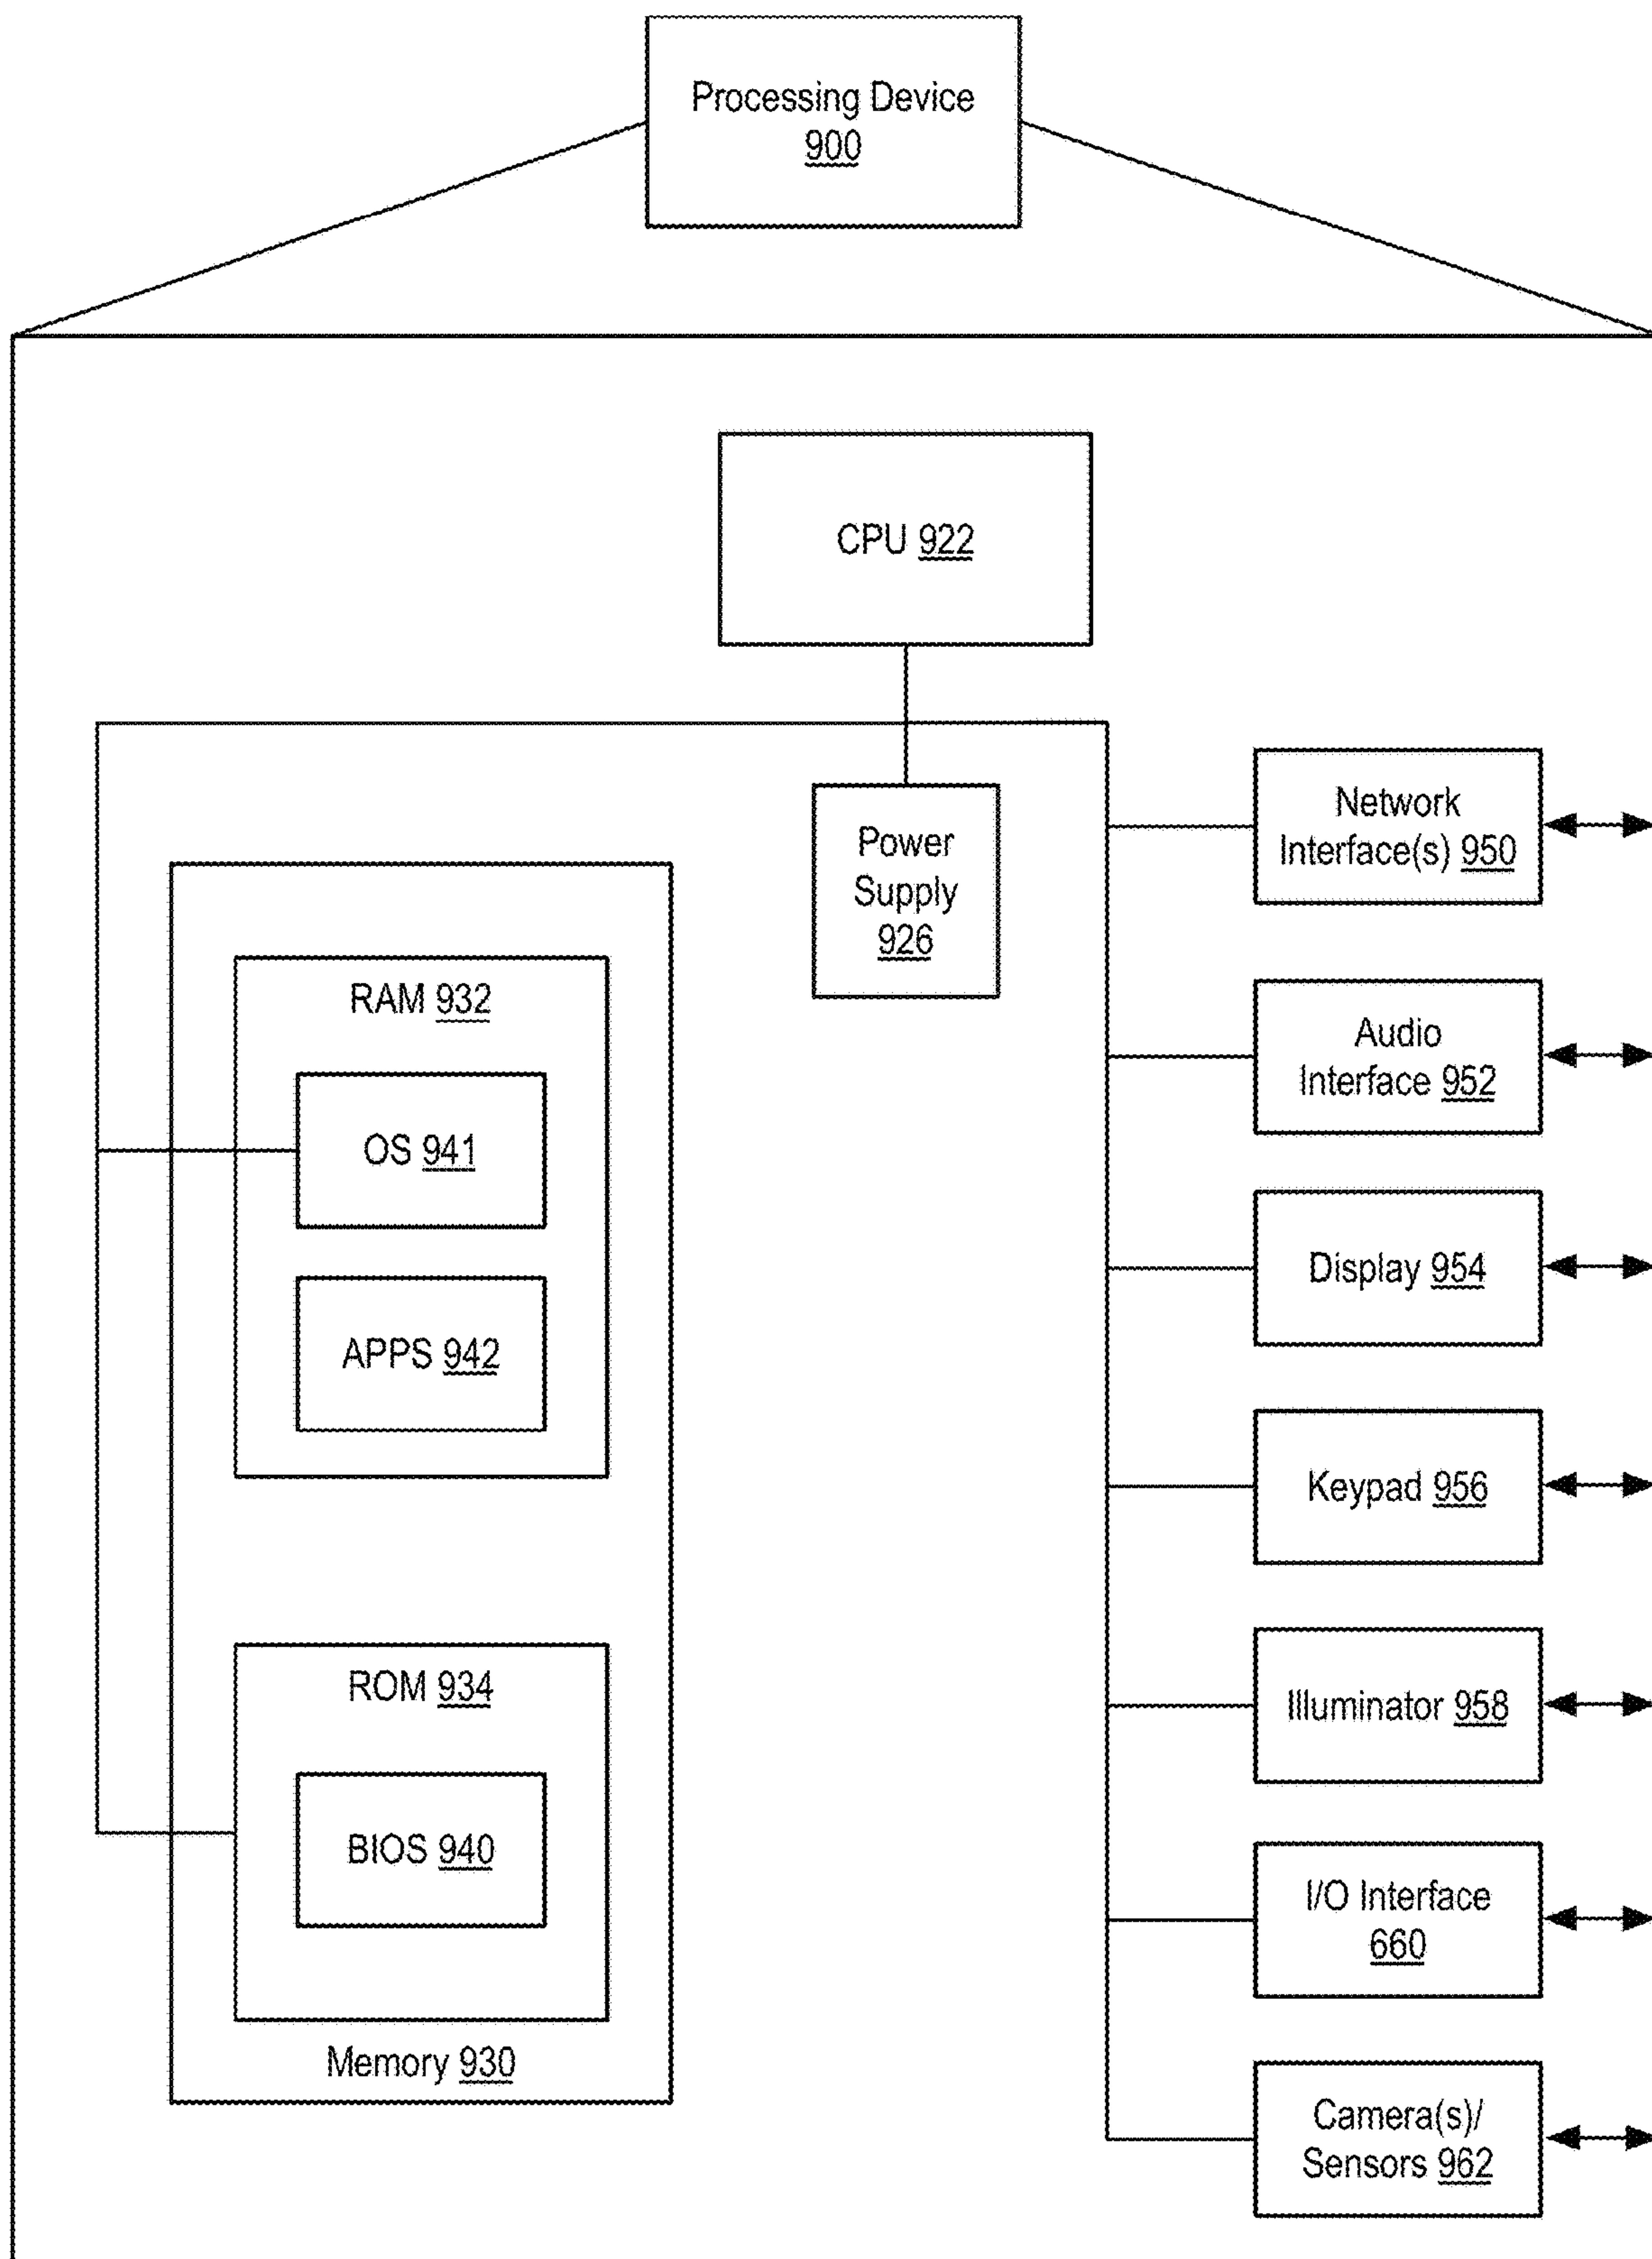 Processing Device
900
CPU 922
Power
Supply
926
RAM 932
OS 941
APPS 942
ROM 934
BIOS 940
Memory 930
Network
Interface(s) 950
Audio
Interface 952
Display 954
Keypad 956
Illuminator 958
I/O Interface
660
Camera(s)/
Sensors 962